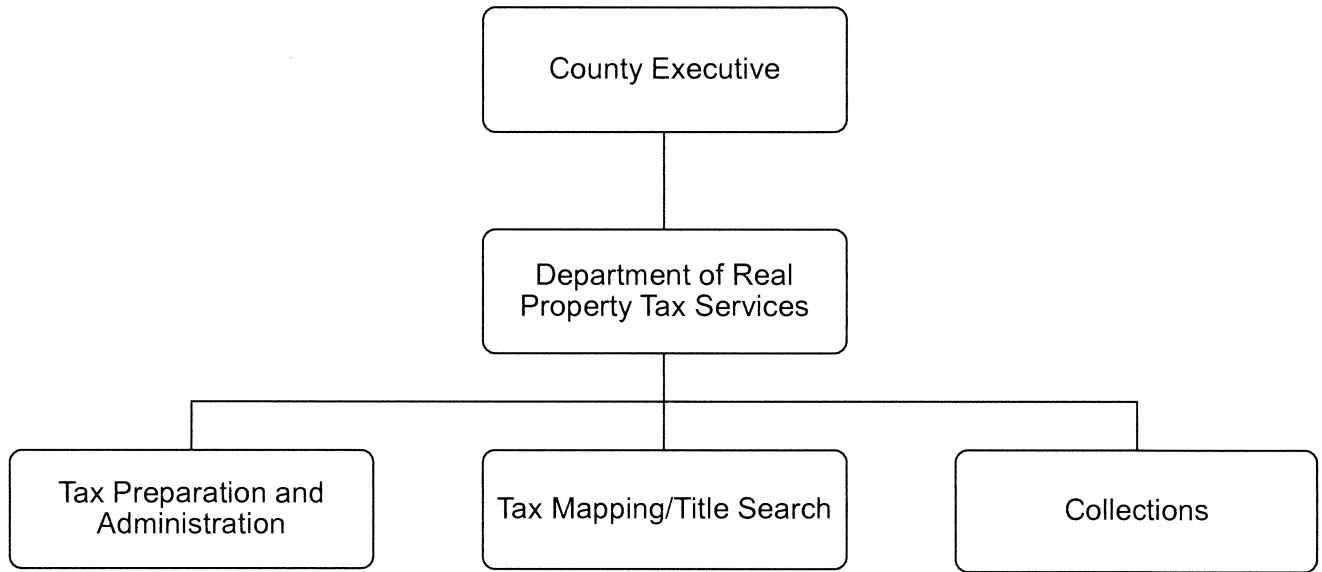 County Executive
Department of Real
Property Tax Services
Tax Preparation and
Administration
Tax Mapping/Title Search
Collections